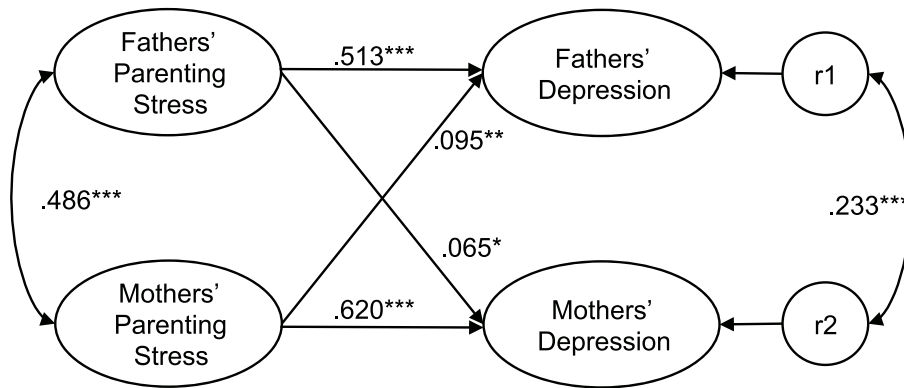 Fathers’
Parenting
Stress
.513***
Fathers’
Depression
r1
.095**
.486***
.233***
.065*
Mothers’
Parenting
Stress
.620***
Mothers’
Depression
r2